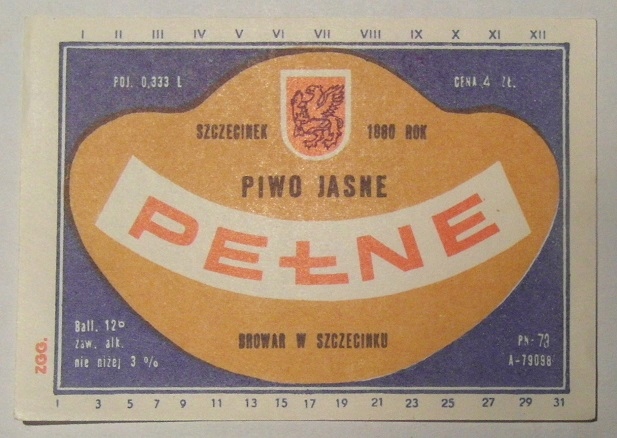 I II III IV V VI VII VIII IX X XI XII
POJ. 0,333 L
CENA 4 ZŁ.
SZCZECINEK 1880 ROK
PIWO JASNE
PEŁNE
BROWAR W SZCZECINKU
Ball. 12°
zaw. alk.
nie niżej 3 %
PN-79
A-79098
ZGG.
1 3 5 7 9 11 13 15 17 19 21 23 25 27 29 31